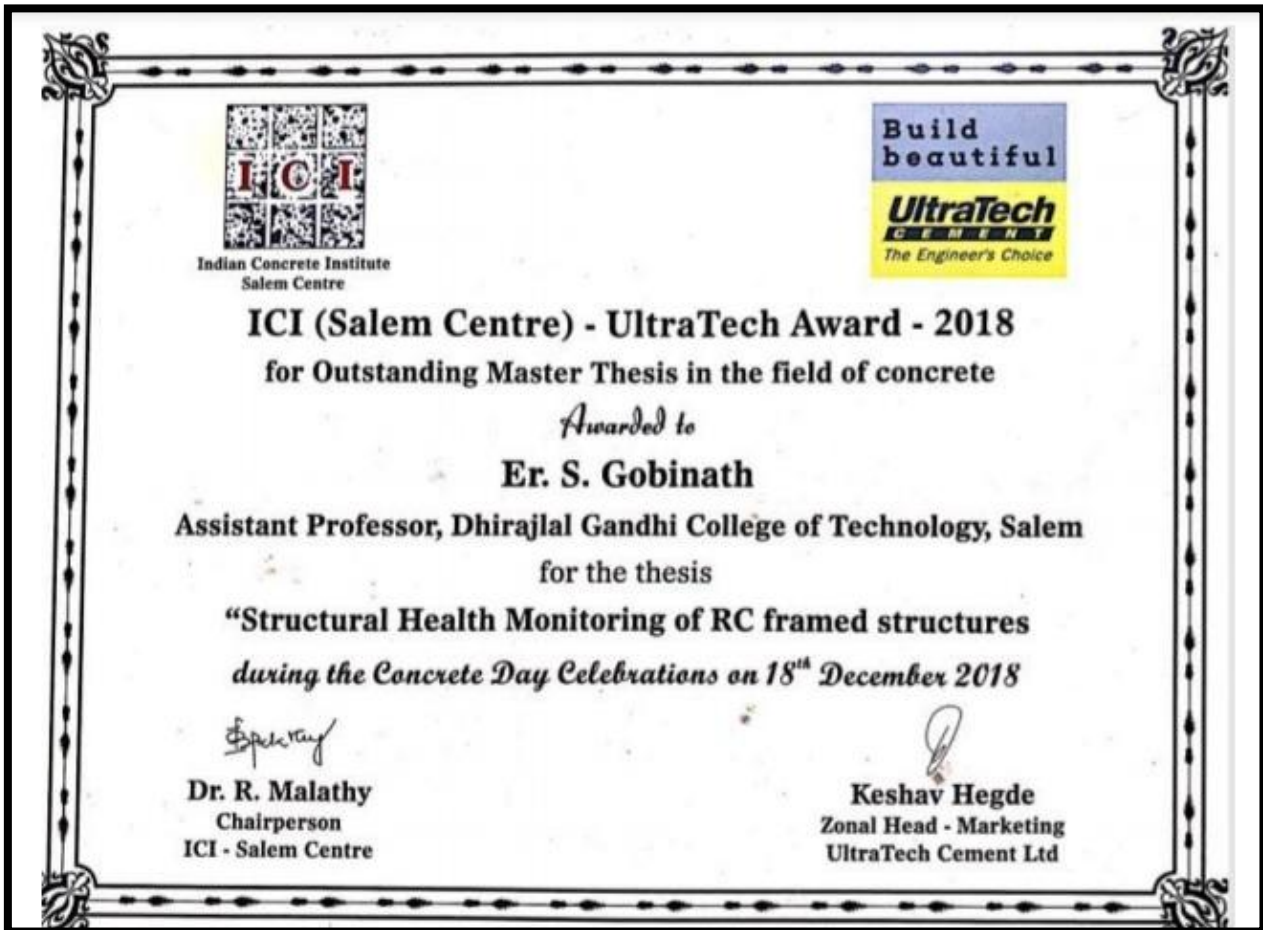 I C I
Indian Concrete Institute
Salem Centre
Build
beautiful
UltraTech
CEMENT
The Engineer's Choice
ICI (Salem Centre) - UltraTech Award - 2018
for Outstanding Master Thesis in the field of concrete
Awarded to
Er. S. Gobinath
Assistant Professor, Dhirajlal Gandhi College of Technology, Salem
for the thesis
“Structural Health Monitoring of RC framed structures
during the Concrete Day Celebrations on 18th December 2018
Dr. R. Malathy
Chairperson
ICI - Salem Centre
Keshav Hegde
Zonal Head - Marketing
UltraTech Cement Ltd